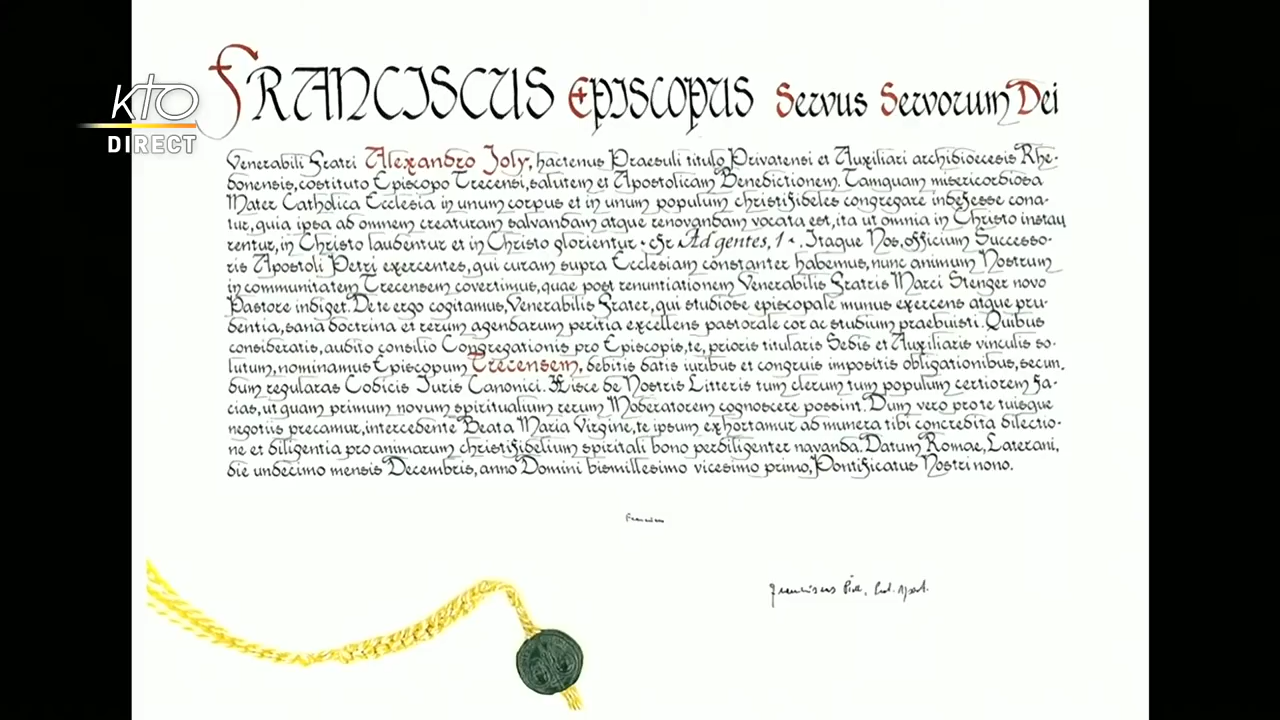 FRANCISCUS EPISCOPUS Servus Servorum Dei
KTO
DIRECT
Venerabili Fratri Alexandro Joly, hactenus Praesuli titulo Privatensi et Auxiliari archidioecesis Rhe-
donensis, costituto Episcopo Trecensi, salutem et Apostolicam Benedictionem. Tamquam misericordiosa
Mater Catholica Ecclesia in unum corpus et in unum populum christifideles congregare indefesse cona-
tur, quia ipsa ad omnem creaturam salvandam atque renovandam vocata est, ita ut omnia in Christo instau
rentur, in Christo laudentur et in Christo glorientur · cfr Ad gentes, 1 · . Itaque Nos, officium Successo-
ris Apostoli Petri exercentes, qui curam supra Ecclesiam constanter habemus, nunc animum Nostrum
in communitatem Trecensem covertimus, quae post renuntiationem Venerabilis Fratris Marci Stenger novo
Pastore indiget. De te ergo cogitamus, Venerabilis Frater, qui studiose episcopale munus exercens atque pru-
dentia, sana doctrina et rerum agendarum peritia excellens pastorale cor ac studium praebuisti. Quibus
consideratis, audito consilio Congregationis pro Episcopis, te, prioris titularis Sedis et Auxiliaris vinculis so-
lutum, nominamus Episcopum Trecensem, debitis datis iuribus et congruis impositis obligationibus, secun.
dum regularas Codicis Iuris Canonici. Hisce de Nostris Litteris tum clerum tum populum certiorem fa-
cias, ut quam primum novum spiritualium rerum Moderatorem cognoscere possint. Dum vero pro te tuisque
negotiis precamur, intercedente Beata Maria Virgine, te ipsum exhortamur ad munera tibi concredita dilectio-
ne et diligentia pro animarum christifidelium spiritali bono perdiligenter navanda. Datum Romae, Laterani,
die undecimo mensis Decembris, anno Domini bismillesimo vicesimo primo, Pontificatus Nostri nono.
Franciscus
Franciscus Piva, Prot. Apost.